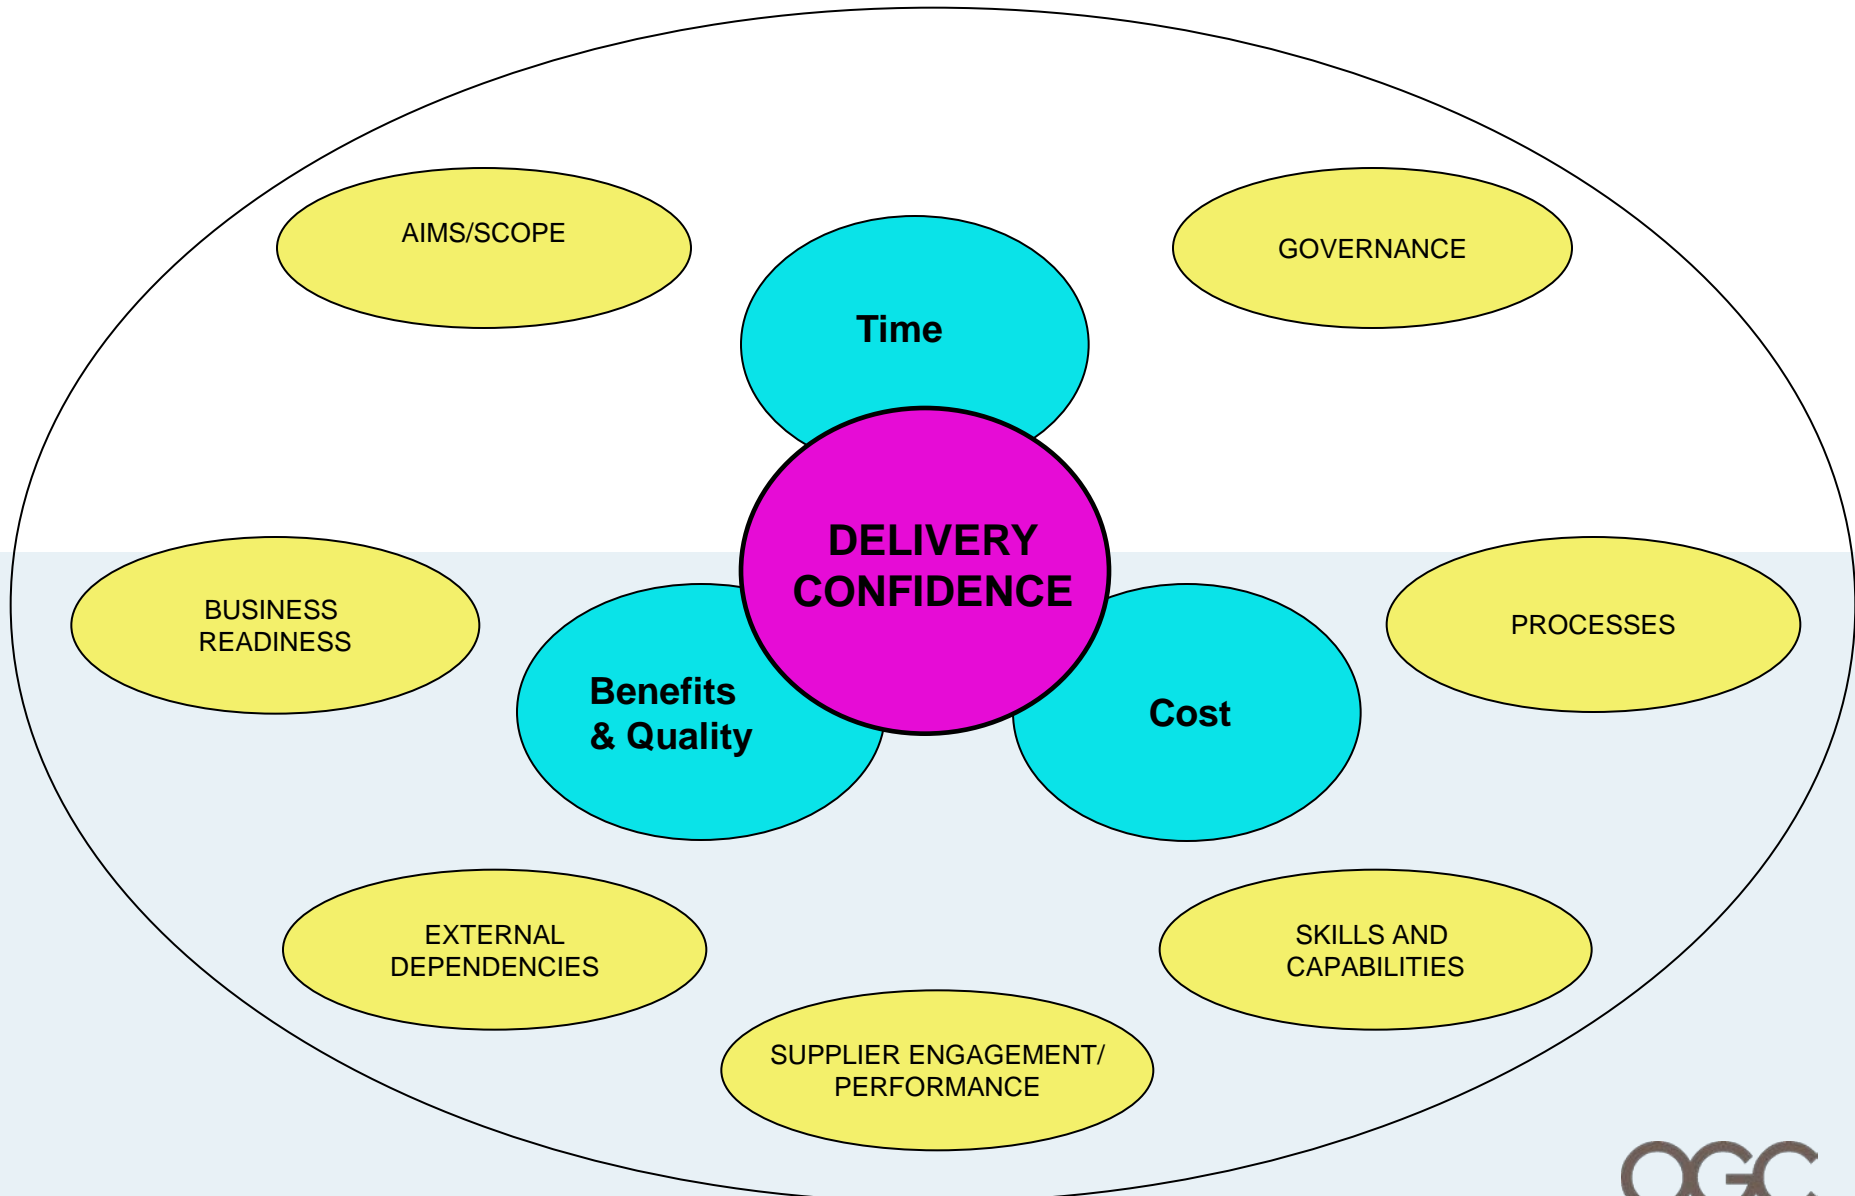 AIMS/SCOPE
GOVERNANCE
Time
DELIVERY
CONFIDENCE
BUSINESS
READINESS
PROCESSES
Benefits
& Quality
Cost
EXTERNAL
DEPENDENCIES
SKILLS AND
CAPABILITIES
SUPPLIER ENGAGEMENT/
PERFORMANCE
OGC